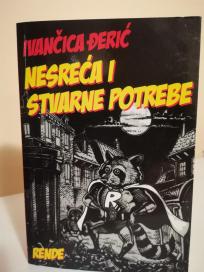 IVANČICA ĐERIĆ
NESREĆA I
STVARNE POTREBE
R
RENDE